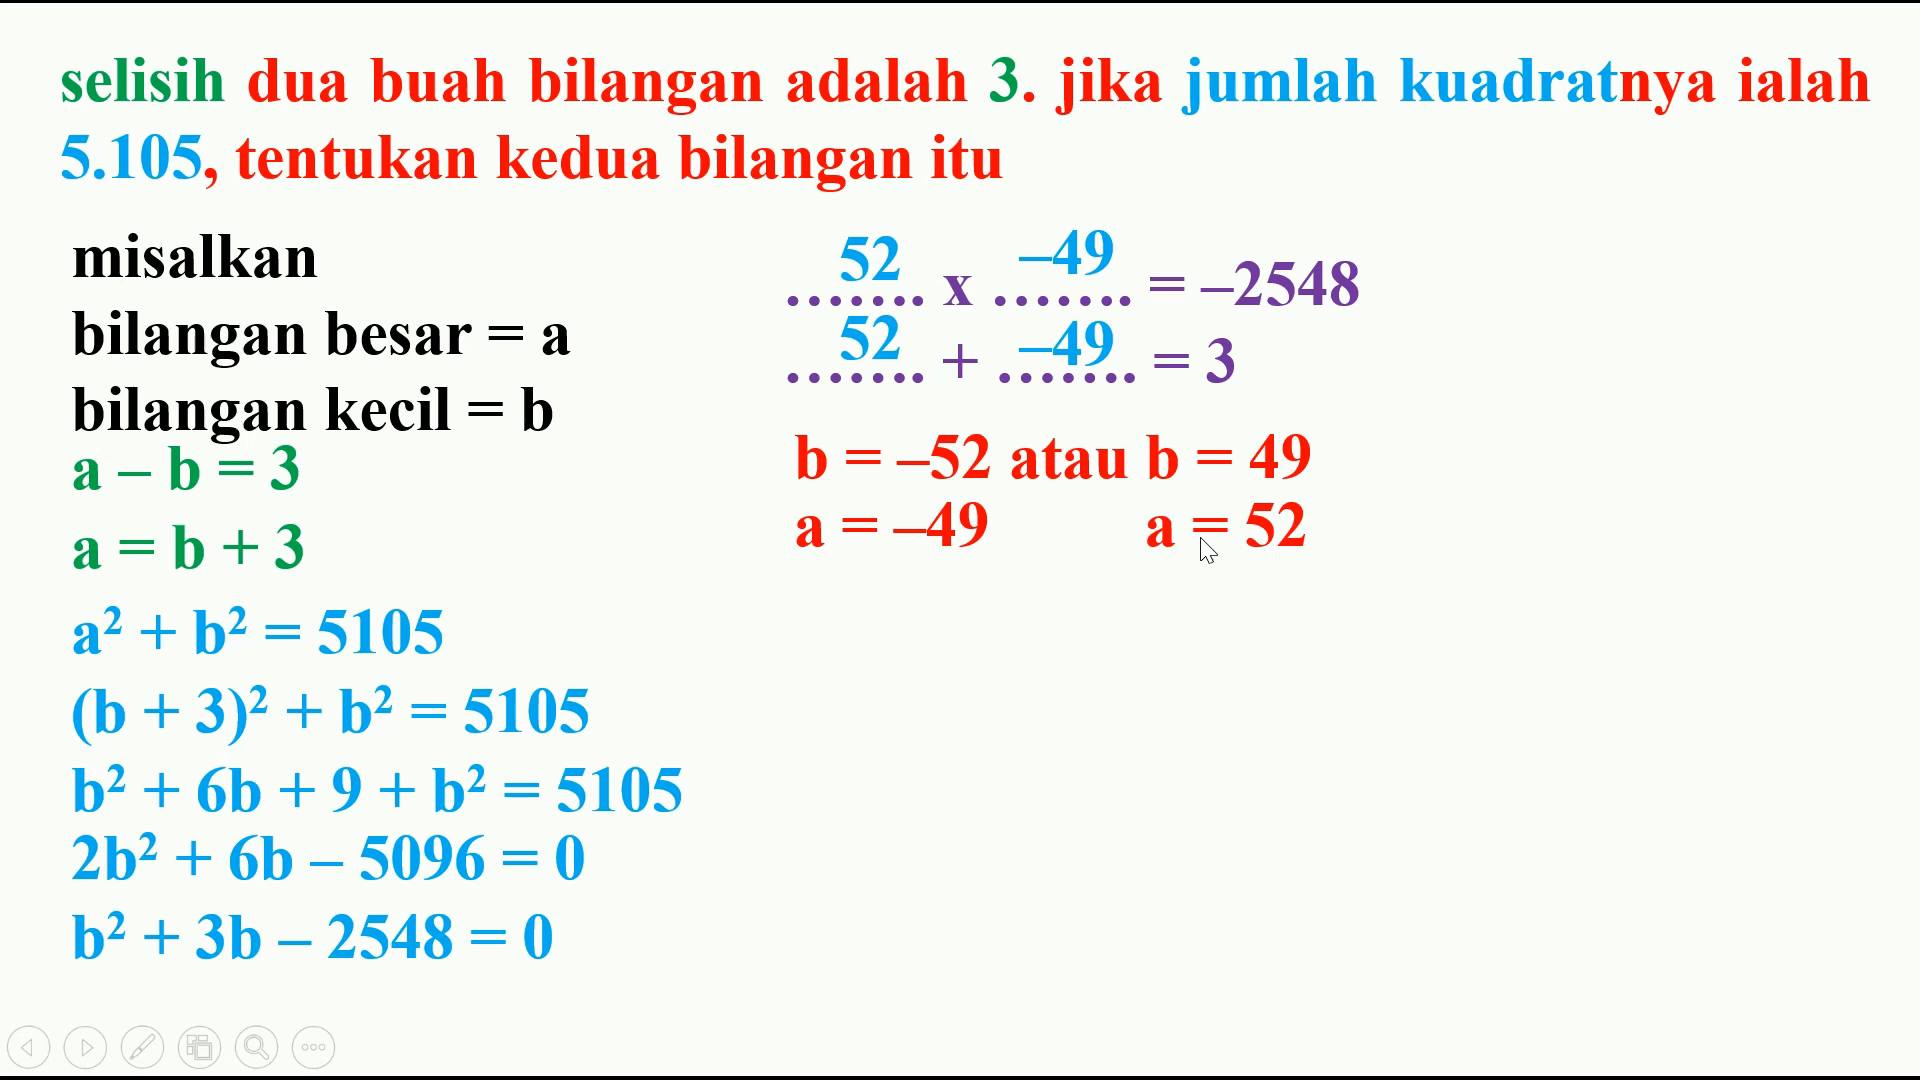 selisih dua buah bilangan adalah 3. jika jumlah kuadratnya ialah
5.105, tentukan kedua bilangan itu
misalkan
bilangan besar = a
bilangan kecil = b
a – b = 3
a = b + 3
a² + b² = 5105
(b + 3)² + b² = 5105
b² + 6b + 9 + b² = 5105
2b² + 6b – 5096 = 0
b² + 3b – 2548 = 0
52 –49
……. x ……. = –2548
52 –49
……. + ……. = 3
b = –52 atau b = 49
a = –49 a = 52